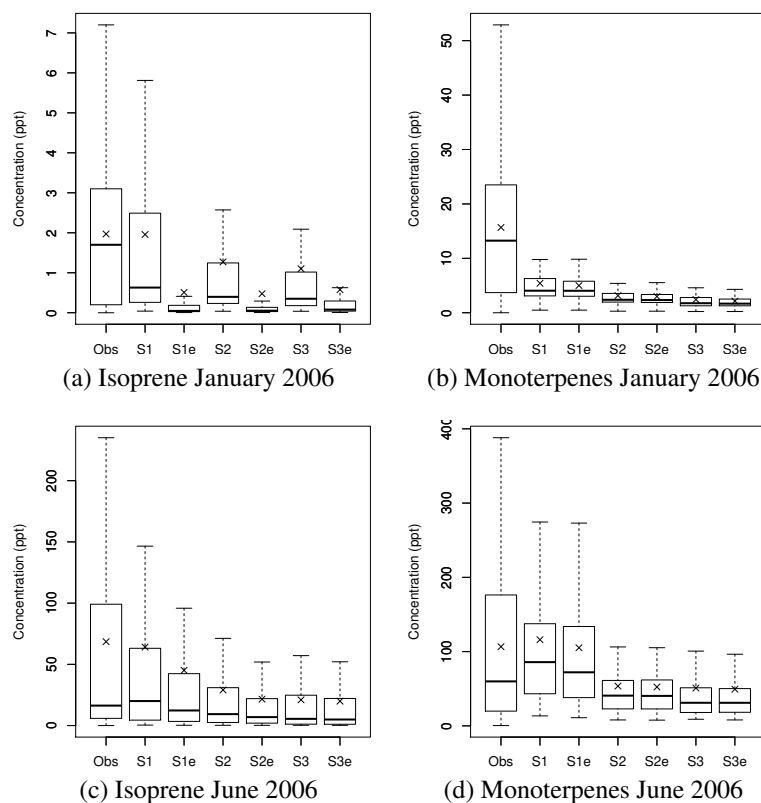 Concentration (ppt)
7
6
5
4
3
2
1
0
Obs S1 S1e S2 S2e S3 S3e
(a) Isoprene January 2006
Concentration (ppt)
50
40
30
20
10
0
Obs S1 S1e S2 S2e S3 S3e
(b) Monoterpenes January 2006
Concentration (ppt)
200
150
100
50
0
Obs S1 S1e S2 S2e S3 S3e
(c) Isoprene June 2006
Concentration (ppt)
400
300
200
100
0
Obs S1 S1e S2 S2e S3 S3e
(d) Monoterpenes June 2006